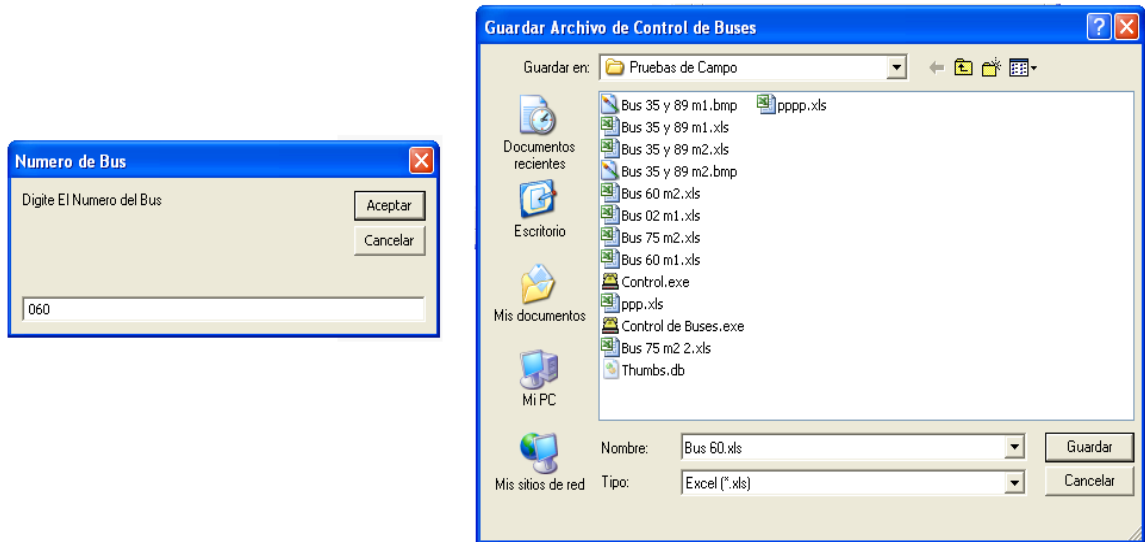 Numero de Bus
Digite El Numero del Bus
Aceptar
Cancelar
060
Guardar Archivo de Control de Buses
Guardar en:
Pruebas de Campo
Documentos
recientes
Escritorio
Mis documentos
Mi PC
Mis sitios de red
Bus 35 y 89 m1.bmp
Bus 35 y 89 m1.xls
Bus 35 y 89 m2.xls
Bus 35 y 89 m2.bmp
Bus 60 m2.xls
Bus 02 m1.xls
Bus 75 m2.xls
Bus 60 m1.xls
Control.exe
ppp.xls
Control de Buses.exe
Bus 75 m2 2.xls
Thumbs.db
pppp.xls
Nombre:
Bus 60.xls
Guardar
Tipo:
Excel (*.xls)
Cancelar